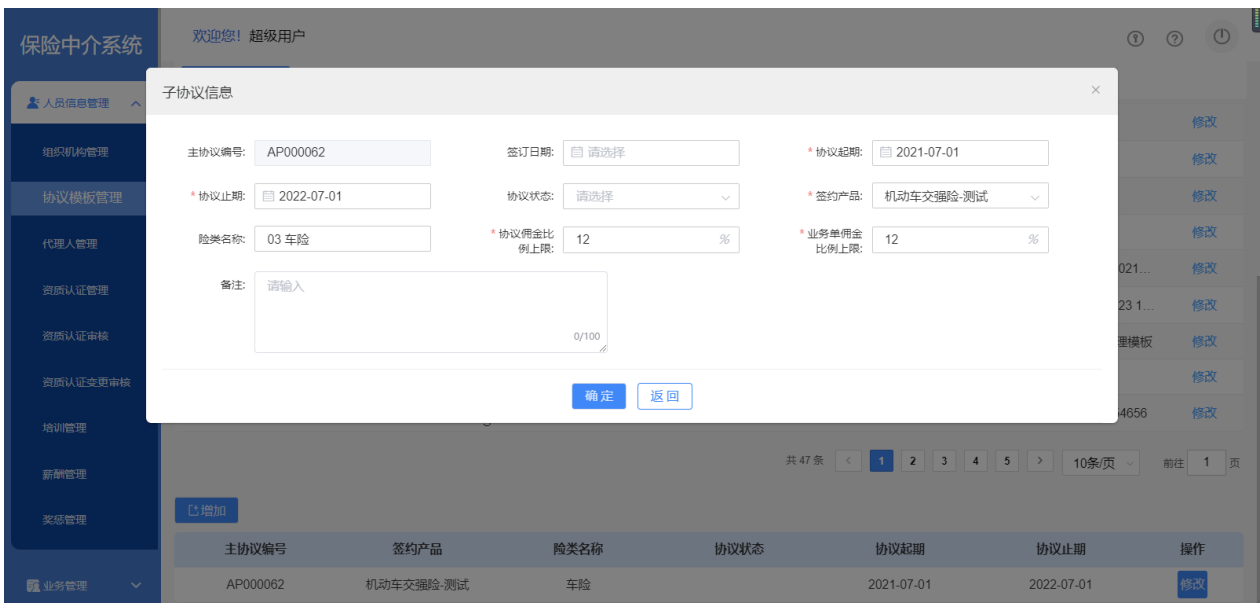 保险中介系统
欢迎您! 超级用户
人员信息管理
组织机构管理
协议模板管理
代理人管理
资质认证管理
资质认证审核
资质认证变更审核
培训管理
薪酬管理
奖惩管理
业务管理
子协议信息
主协议编号: AP000062 签订日期: 请选择 * 协议起期: 2021-07-01
* 协议止期: 2022-07-01 协议状态: 请选择 * 签约产品: 机动车交强险-测试
险类名称: 03 车险 * 协议佣金比 12 % * 业务单佣金 12 %
例上限: 比例上限:
备注: 请输入
0/100
确定 返回
修改
修改
修改
修改
021... 修改
23 1... 修改
理模板 修改
修改
4656 修改
共 47 条 1 2 3 4 5 10条/页 前往 1 页
增加
主协议编号 签约产品 险类名称 协议状态 协议起期 协议止期 操作
AP000062 机动车交强险-测试 车险 2021-07-01 2022-07-01 修改